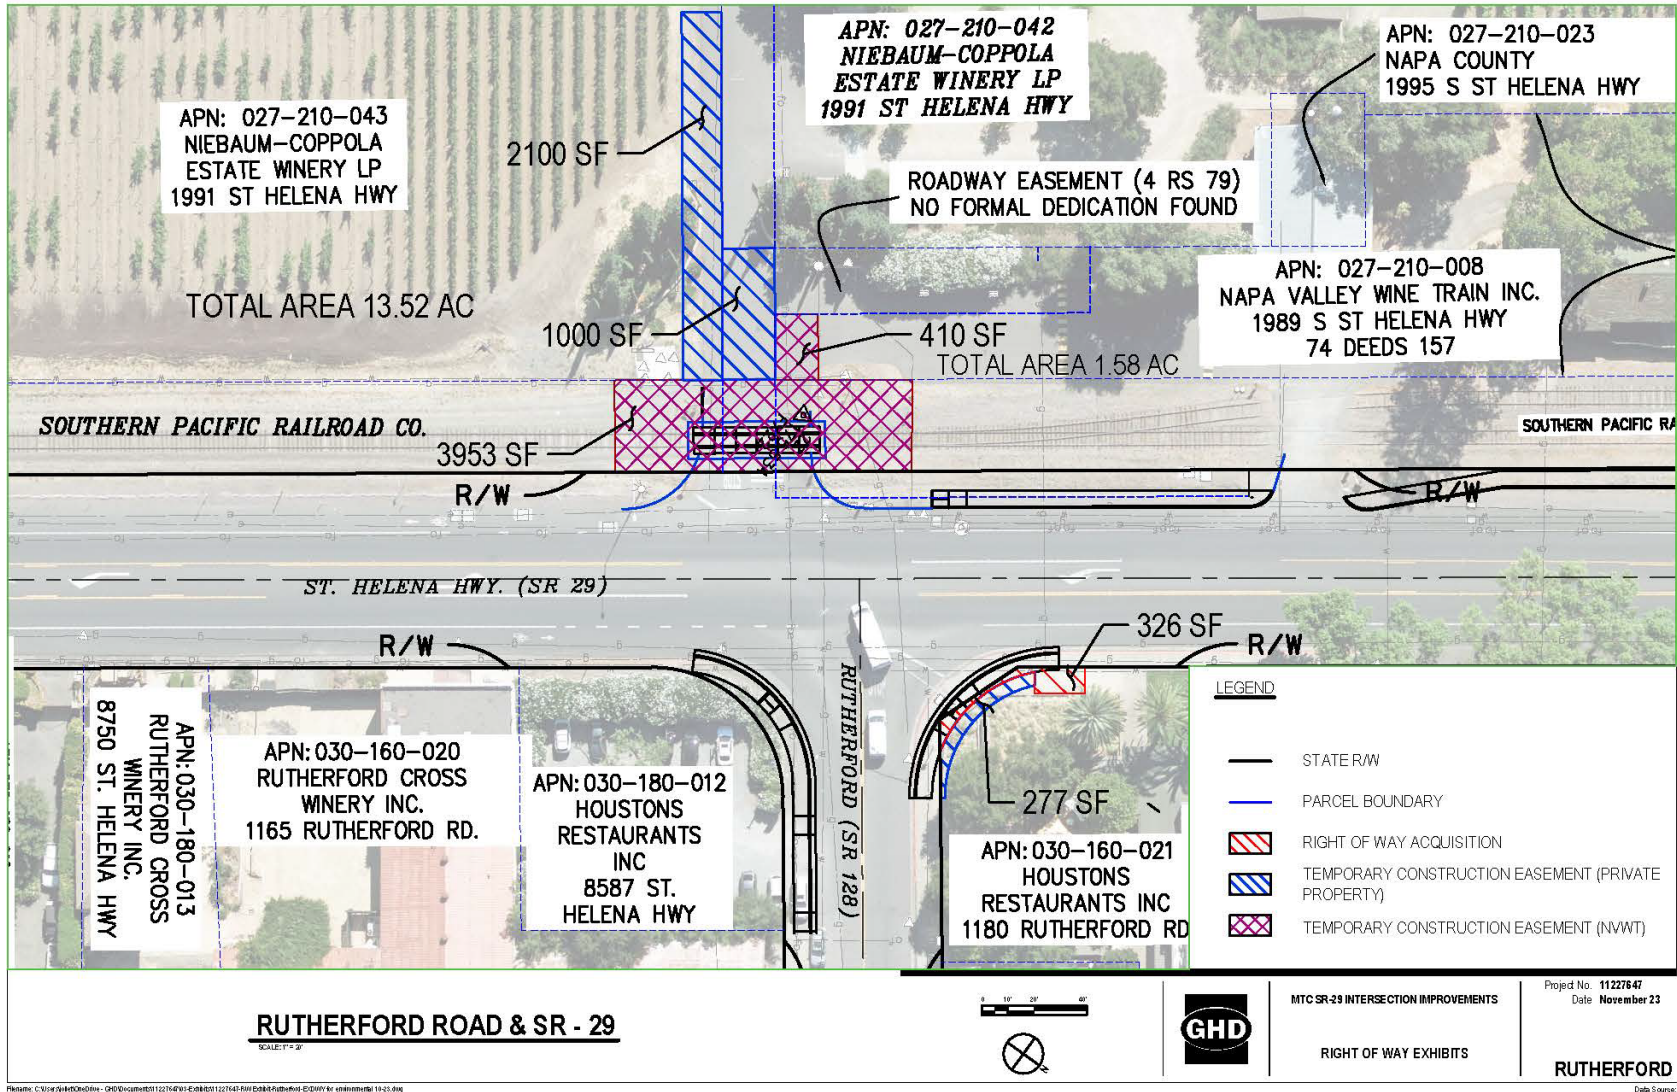 APN: 027-210-043
NIEBAUM-COPPOLA
ESTATE WINERY LP
1991 ST HELENA HWY
2100 SF
APN: 027-210-042
NIEBAUM-COPPOLA
ESTATE WINERY LP
1991 ST HELENA HWY
APN: 027-210-023
NAPA COUNTY
1995 S ST HELENA HWY
ROADWAY EASEMENT (4 RS 79)
NO FORMAL DEDICATION FOUND
APN: 027-210-008
NAPA VALLEY WINE TRAIN INC.
1989 S ST HELENA HWY
74 DEEDS 157
TOTAL AREA 13.52 AC
1000 SF
410 SF
TOTAL AREA 1.58 AC
SOUTHERN PACIFIC RAILROAD CO.
3953 SF
SOUTHERN PACIFIC RA
R/W
R/W
ST. HELENA HWY. (SR 29)
R/W
326 SF
R/W
RUTHERFORD (SR 128)
277 SF
APN: 030-180-013
RUTHERFORD CROSS
WINERY INC.
8750 ST. HELENA HWY
APN: 030-160-020
RUTHERFORD CROSS
WINERY INC.
1165 RUTHERFORD RD.
APN: 030-180-012
HOUSTONS
RESTAURANTS
INC
8587 ST.
HELENA HWY
APN: 030-160-021
HOUSTONS
RESTAURANTS INC
1180 RUTHERFORD RD
LEGEND
STATE R/W
PARCEL BOUNDARY
RIGHT OF WAY ACQUISITION
TEMPORARY CONSTRUCTION EASEMENT (PRIVATE
PROPERTY)
TEMPORARY CONSTRUCTION EASEMENT (NVWT)
RUTHERFORD ROAD & SR - 29
SCALE: 1" = 20'
0 10' 20' 40'
GHD
MTC SR-29 INTERSECTION IMPROVEMENTS
RIGHT OF WAY EXHIBITS
Project No. 11227647
Date November 23
RUTHERFORD
Data Source: